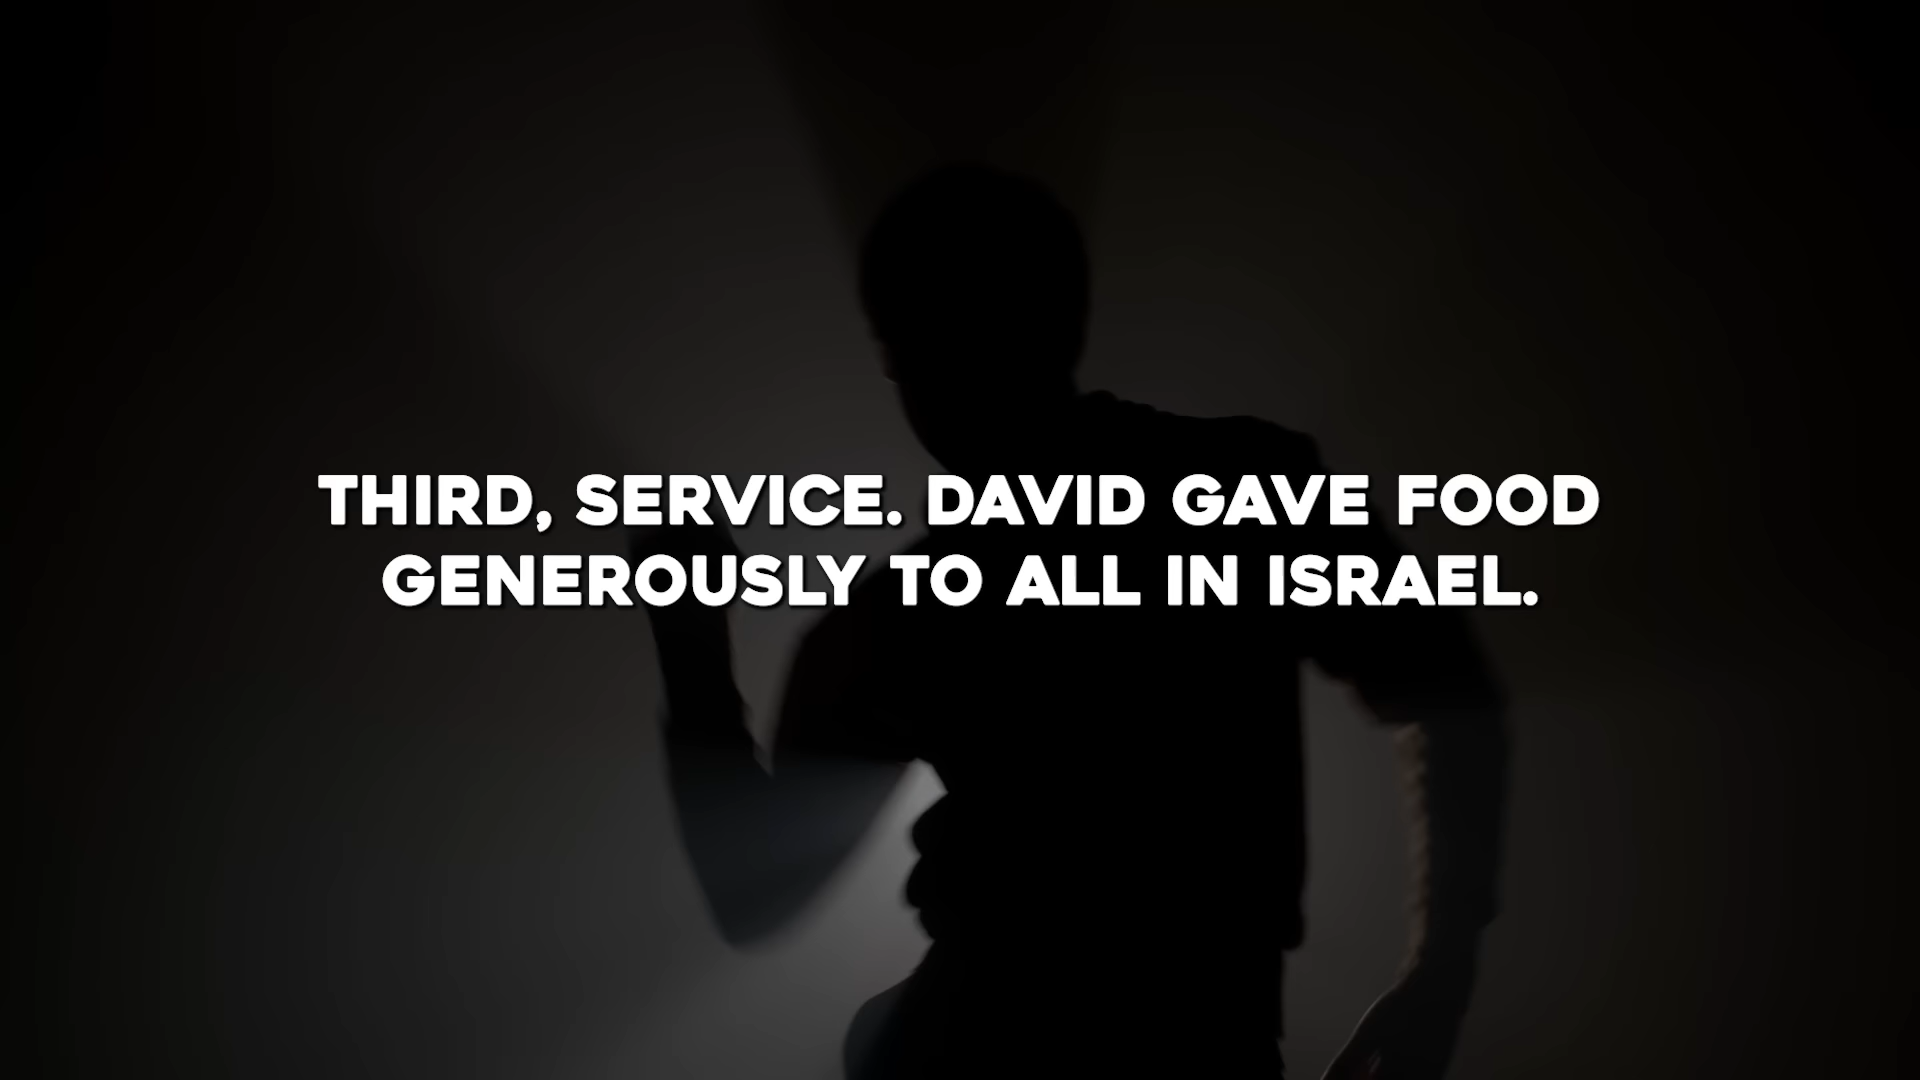 THIRD, SERVICE. DAVID GAVE FOOD
GENEROUSLY TO ALL IN ISRAEL.